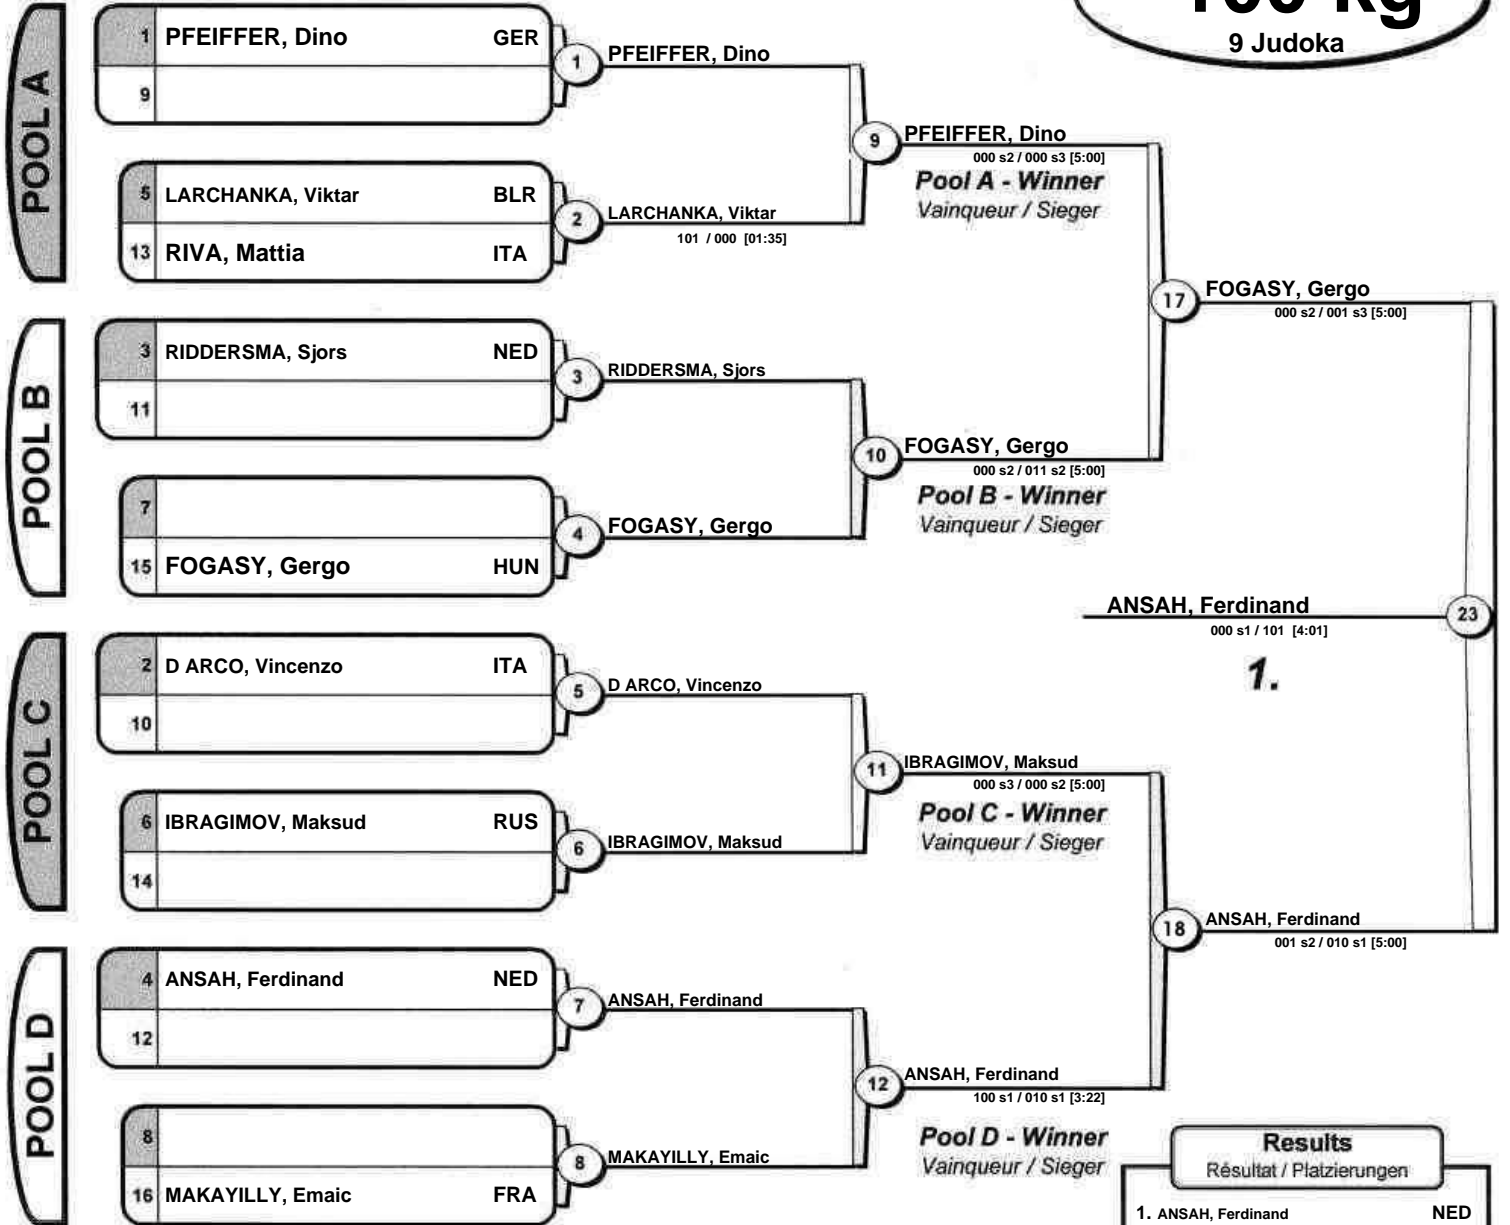 100 kg
9 Judoka
POOL A
1 PFEIFFER, Dino GER
9
1 PFEIFFER, Dino
5 LARCHANKA, Viktar BLR
13 RIVA, Mattia ITA
2 LARCHANKA, Viktar
101 / 000 [01:35]
9 PFEIFFER, Dino
000 s2 / 000 s3 [5:00]
Pool A - Winner
Vainqueur / Sieger
POOL B
3 RIDDERSMA, Sjors NED
11
3 RIDDERSMA, Sjors
7
15 FOGASY, Gergo HUN
4 FOGASY, Gergo
10 FOGASY, Gergo
000 s2 / 011 s2 [5:00]
Pool B - Winner
Vainqueur / Sieger
17 FOGASY, Gergo
000 s2 / 001 s3 [5:00]
ANSAH, Ferdinand 23
000 s1 / 101 [4:01]
1.
POOL C
2 D ARCO, Vincenzo ITA
10
5 D ARCO, Vincenzo
6 IBRAGIMOV, Maksud RUS
14
6 IBRAGIMOV, Maksud
11 IBRAGIMOV, Maksud
000 s3 / 000 s2 [5:00]
Pool C - Winner
Vainqueur / Sieger
18 ANSAH, Ferdinand
001 s2 / 010 s1 [5:00]
POOL D
4 ANSAH, Ferdinand NED
12
7 ANSAH, Ferdinand
8
16 MAKAYILLY, Emaic FRA
8 MAKAYILLY, Emaic
12 ANSAH, Ferdinand
100 s1 / 010 s1 [3:22]
Pool D - Winner
Vainqueur / Sieger
Results
Résultat / Platzierungen
1. ANSAH, Ferdinand NED